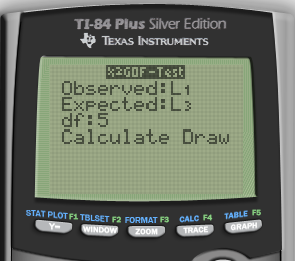 TI-84 Plus Silver Edition
TEXAS INSTRUMENTS
X²GOF-Test
Observed:L₁
Expected:L₃
df:5
Calculate Draw
STAT PLOT F1 TBLSET F2 FORMAT F3 CALC F4 TABLE F5
Y= WINDOW ZOOM TRACE GRAPH